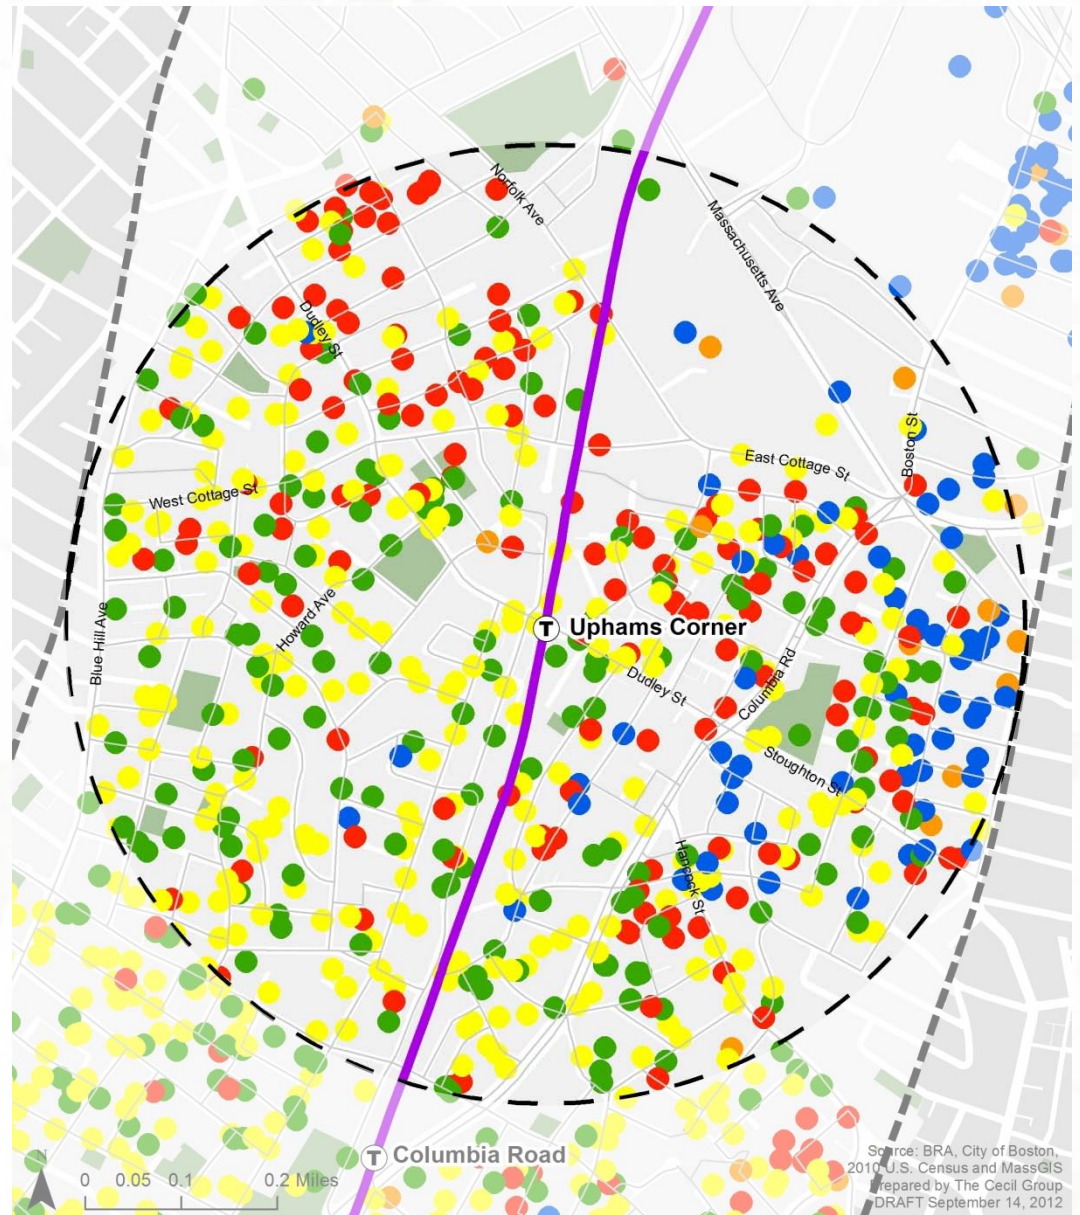 Norfolk Ave
Massachusetts Ave
Dudley St
Boston St
East Cottage St
West Cottage St
Howard Ave
Blue Hill Ave
T Uphams Corner
Dudley St
Columbia Rd
Stoughton St
Hancock St
T Columbia Road
N
0 0.05 0.1 0.2 Miles
Source: BRA, City of Boston,
2010 U.S. Census and MassGIS
Prepared by The Cecil Group
DRAFT September 14, 2012